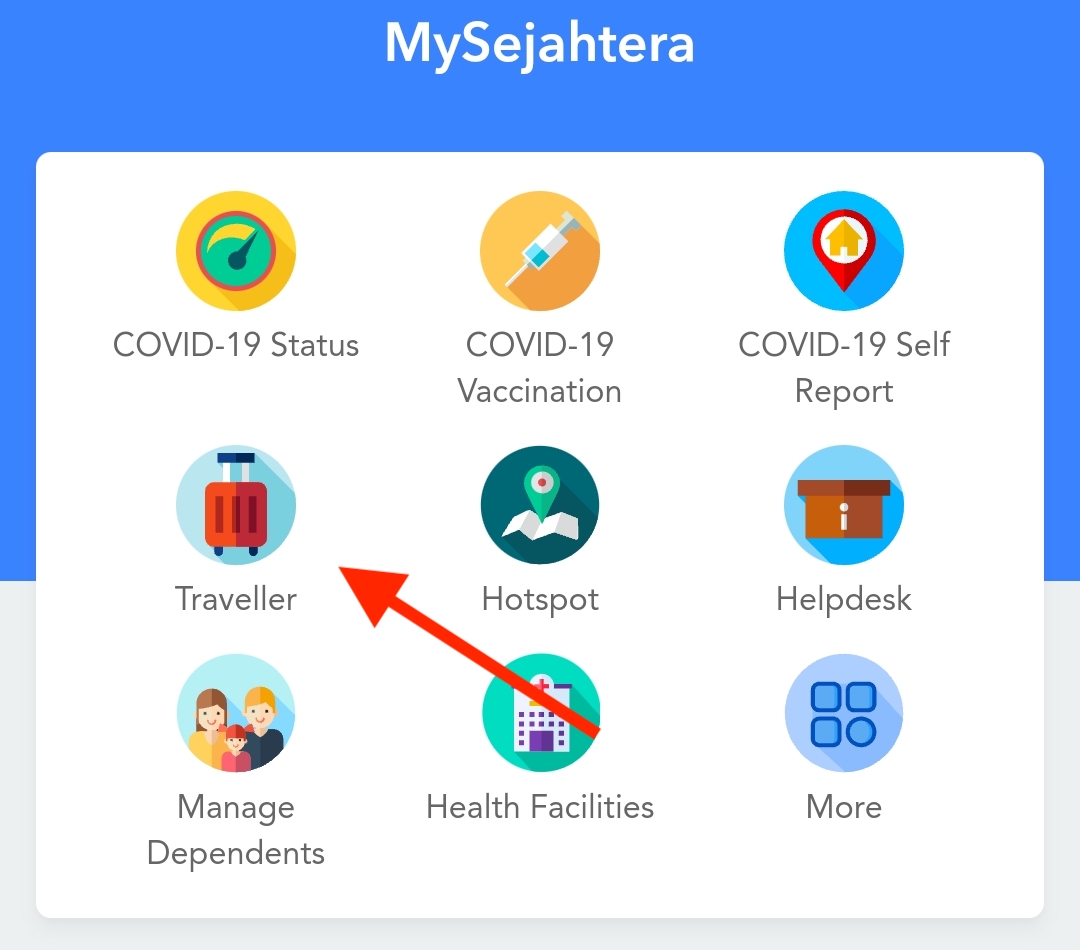 MySejahtera
COVID-19 Status
COVID-19
Vaccination
COVID-19 Self
Report
Traveller
Hotspot
Helpdesk
Manage
Dependents
Health Facilities
More